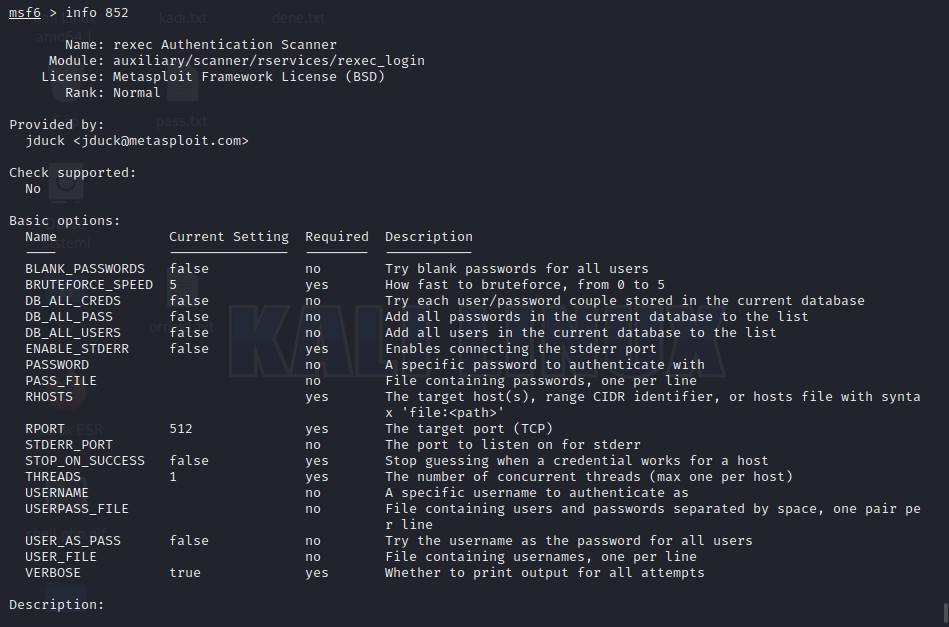 msf6 > info 852
Name: rexec Authentication Scanner
Module: auxiliary/scanner/rservices/rexec_login
License: Metasploit Framework License (BSD)
Rank: Normal
Provided by:
jduck <jduck@metasploit.com>
Check supported:
No
Basic options:
Name Current Setting Required Description
BLANK_PASSWORDS false no Try blank passwords for all users
BRUTEFORCE_SPEED 5 yes How fast to bruteforce, from 0 to 5
DB_ALL_CREDS false no Try each user/password couple stored in the current database
DB_ALL_PASS false no Add all passwords in the current database to the list
DB_ALL_USERS false no Add all users in the current database to the list
ENABLE_STDERR false yes Enables connecting the stderr port
PASSWORD no A specific password to authenticate with
PASS_FILE no File containing passwords, one per line
RHOSTS yes The target host(s), range CIDR identifier, or hosts file with synta
x 'file:<path>'
RPORT 512 yes The target port (TCP)
STDERR_PORT no The port to listen on for stderr
STOP_ON_SUCCESS false yes Stop guessing when a credential works for a host
THREADS 1 yes The number of concurrent threads (max one per host)
USERNAME no A specific username to authenticate as
USERPASS_FILE no File containing users and passwords separated by space, one pair pe
r line
USER_AS_PASS false no Try the username as the password for all users
USER_FILE no File containing usernames, one per line
VERBOSE true yes Whether to print output for all attempts
Description:
kadi.txt
dene.txt
pass.txt
KALI LINUX